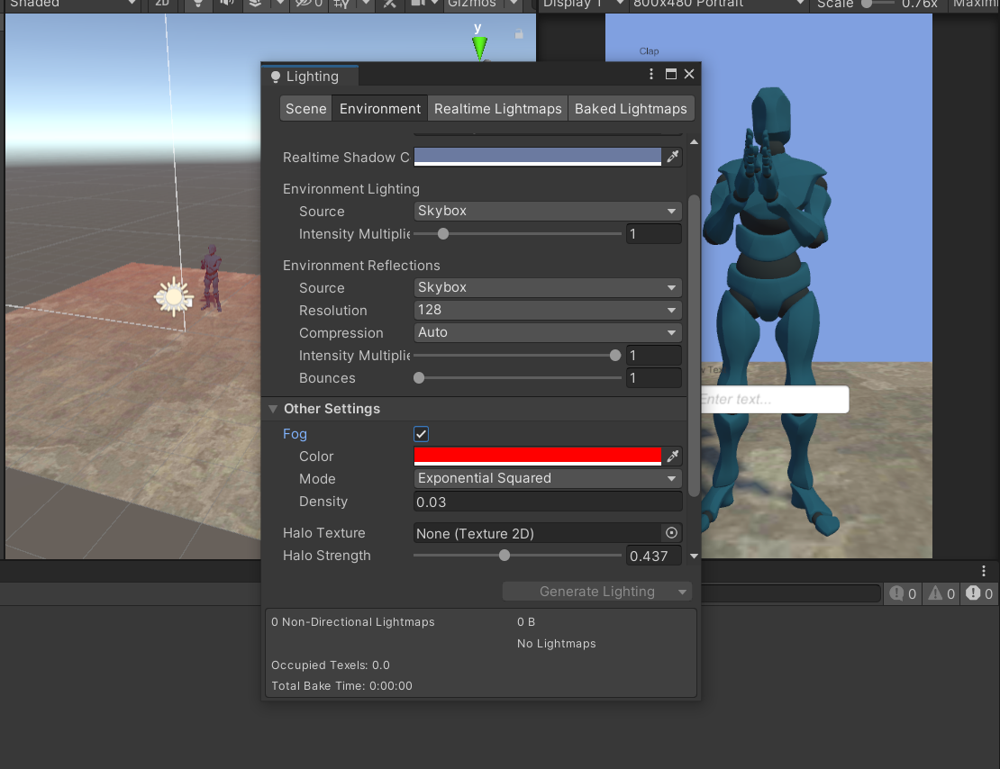 Shaded 2D 0 Gizmos Display 1 800x480 Portrait Scale 0.76x Maximi
y
Clap
Lighting
Scene Environment Realtime Lightmaps Baked Lightmaps
Realtime Shadow C
Environment Lighting
Source Skybox
Intensity Multiplie 1
Environment Reflections
Source Skybox
Resolution 128
Compression Auto
Intensity Multiplie 1
Bounces 1
w Tex
Enter text...
Other Settings
Fog
Color
Mode Exponential Squared
Density 0.03
Halo Texture None (Texture 2D)
Halo Strength 0.437
Generate Lighting
0 0 0
0 Non-Directional Lightmaps 0 B
No Lightmaps
Occupied Texels: 0.0
Total Bake Time: 0:00:00